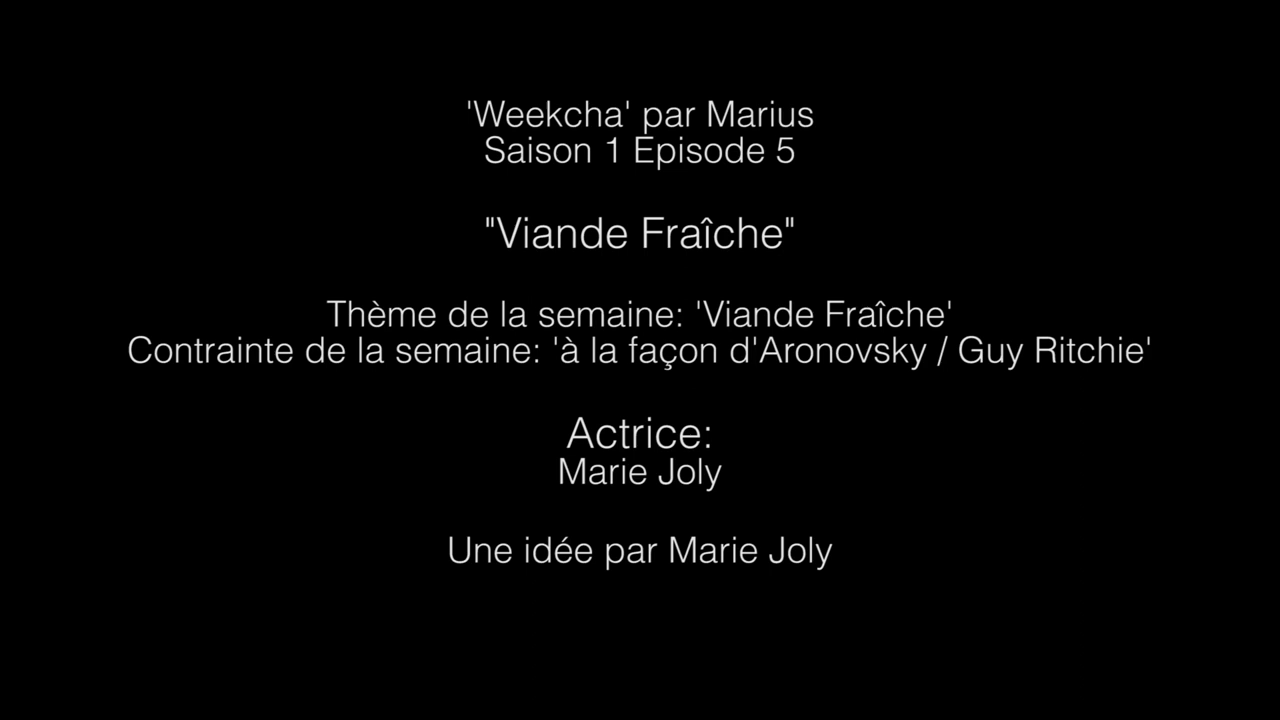 'Weekcha' par Marius
Saison 1 Episode 5
"Viande Fraîche"
Thème de la semaine: 'Viande Fraîche'
Contrainte de la semaine: 'à la façon d'Aronovsky / Guy Ritchie'
Actrice:
Marie Joly
Une idée par Marie Joly